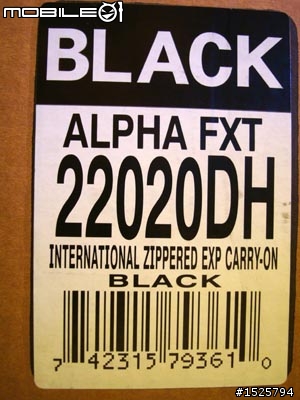 MOBILE01
BLACK
ALPHA FXT
22020DH
INTERNATIONAL ZIPPERED EXP CARRY-ON
BLACK
7 42315 79361 0
#1525794